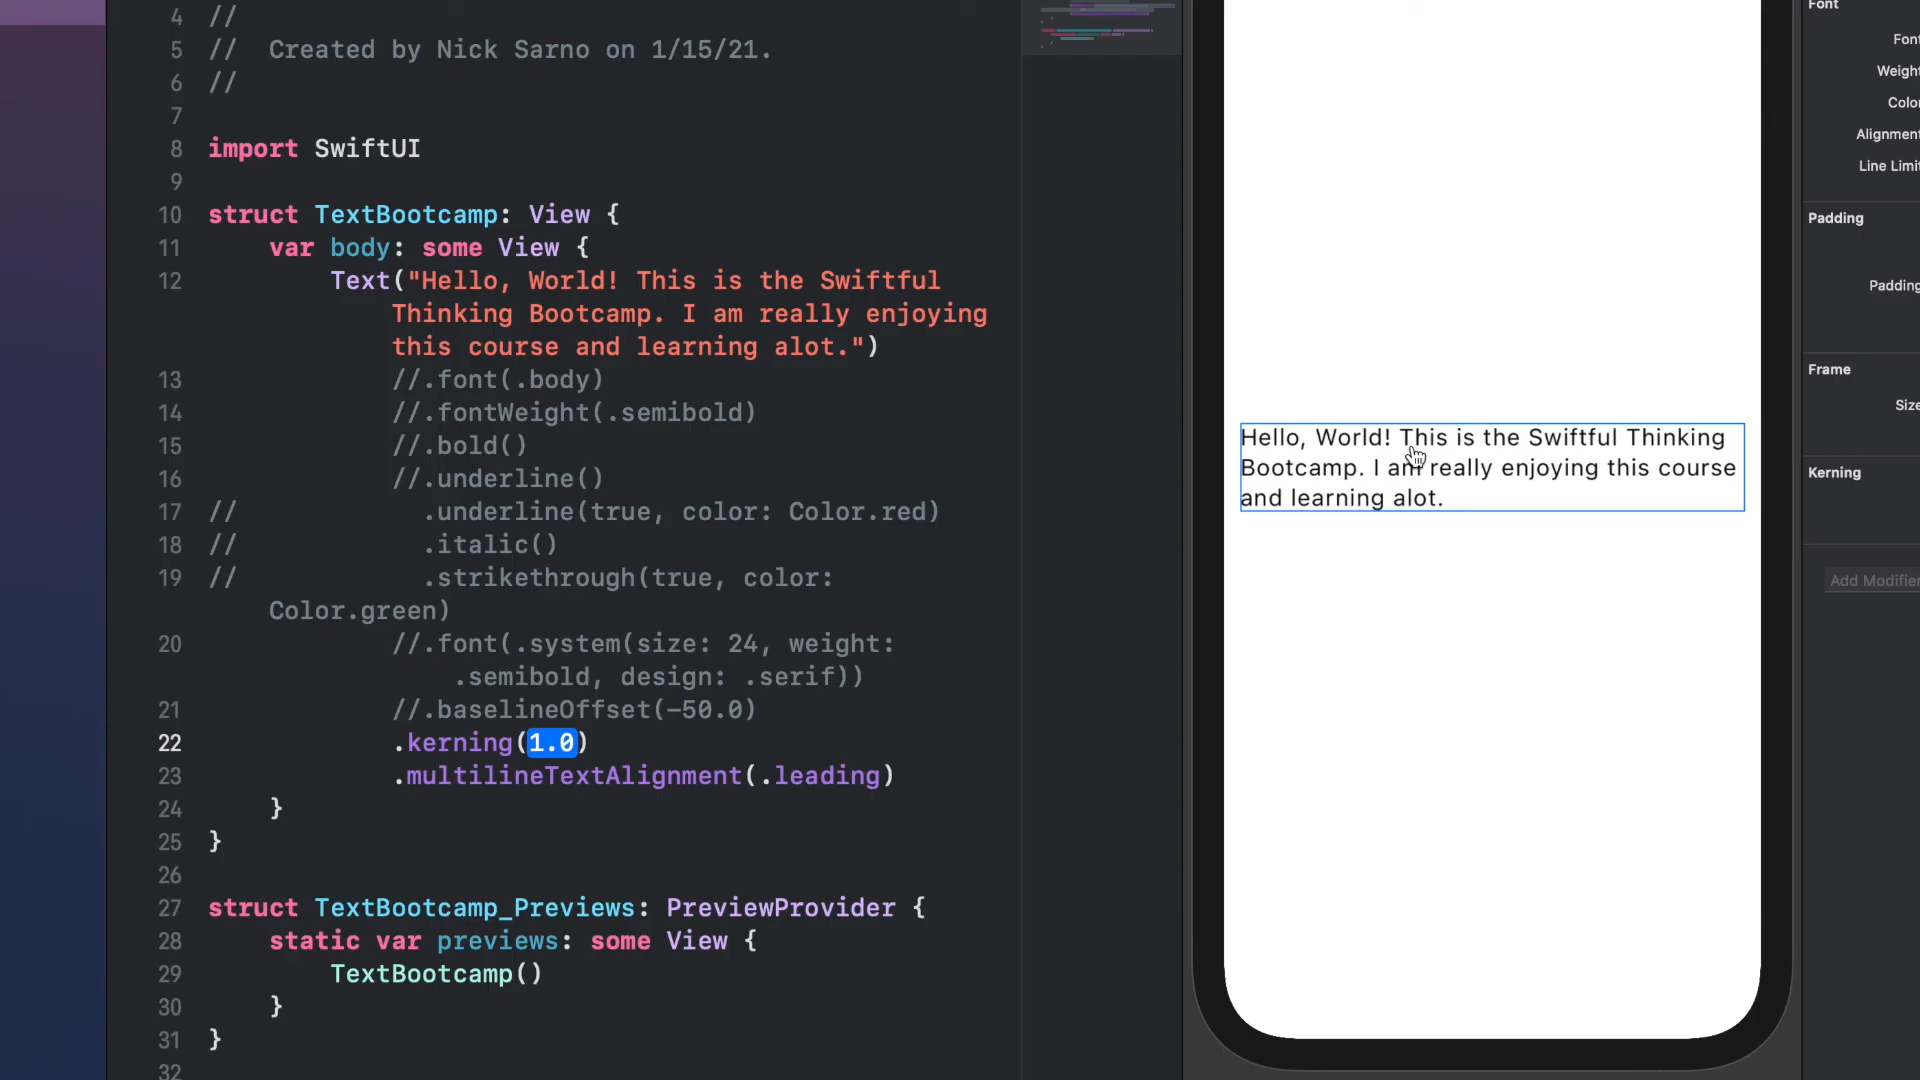 4 //
5 //  Created by Nick Sarno on 1/15/21.
6 //
7
8 import SwiftUI
9
10 struct TextBootcamp: View {
11     var body: some View {
12         Text("Hello, World! This is the Swiftful
Thinking Bootcamp. I am really enjoying
this course and learning alot.")
13             //.font(.body)
14             //.fontWeight(.semibold)
15             //.bold()
16             //.underline()
17 //            .underline(true, color: Color.red)
18 //            .italic()
19 //            .strikethrough(true, color:
Color.green)
20             //.font(.system(size: 24, weight:
.semibold, design: .serif))
21             //.baselineOffset(-50.0)
22             .kerning(1.0)
23             .multilineTextAlignment(.leading)
24     }
25 }
26
27 struct TextBootcamp_Previews: PreviewProvider {
28     static var previews: some View {
29         TextBootcamp()
30     }
31 }
32
Hello, World! This is the Swiftful Thinking
Bootcamp. I am really enjoying this course
and learning alot.
Font
Font
Weight
Color
Alignment
Line Limit
Padding
Padding
Frame
Size
Kerning
Add Modifier